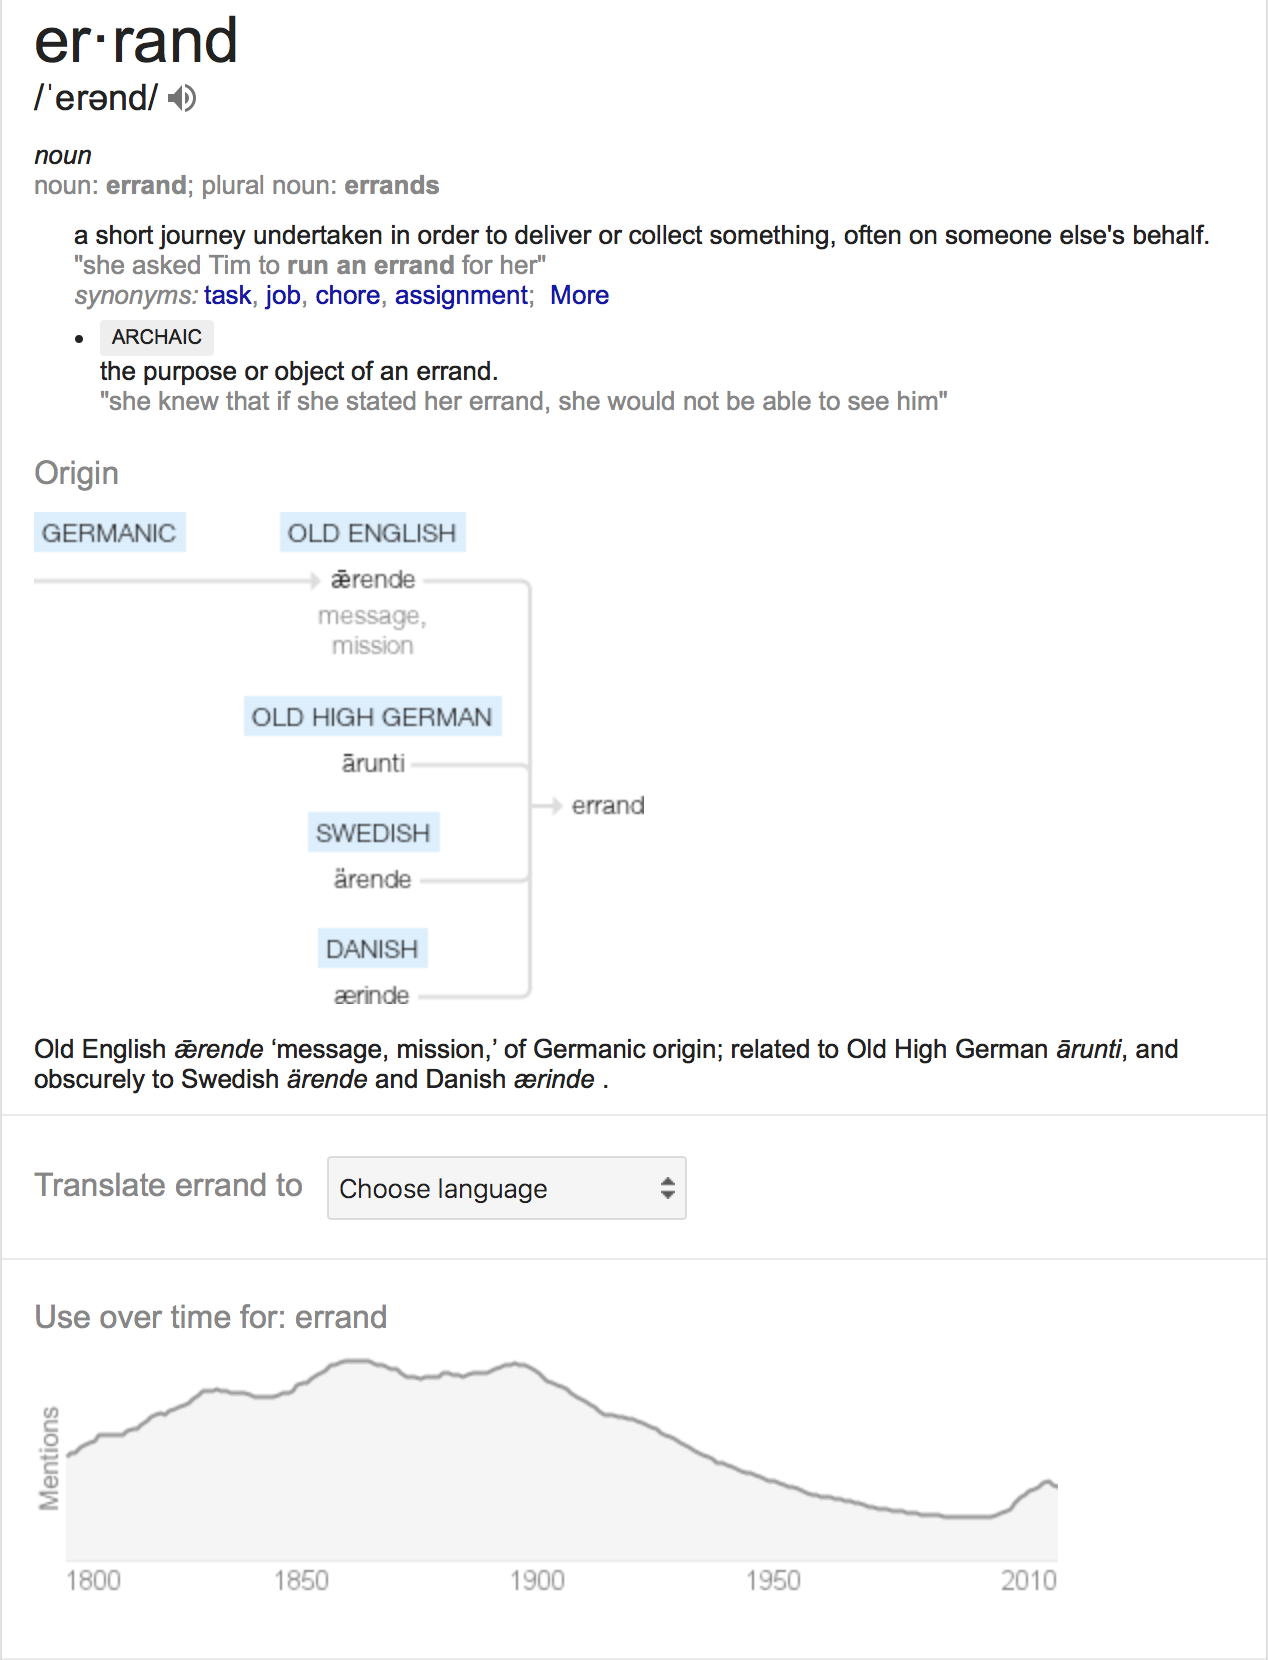 er·rand
/ˈerənd/
noun
noun: errand; plural noun: errands
a short journey undertaken in order to deliver or collect something, often on someone else's behalf.
"she asked Tim to run an errand for her"
synonyms: task, job, chore, assignment; More
• ARCHAIC
the purpose or object of an errand.
"she knew that if she stated her errand, she would not be able to see him"
Origin
GERMANIC OLD ENGLISH
ǣrende
message,
mission
OLD HIGH GERMAN
ārunti
errand
SWEDISH
ärende
DANISH
ærinde
Old English ǣrende ‘message, mission,’ of Germanic origin; related to Old High German ārunti, and
obscurely to Swedish ärende and Danish ærinde .
Translate errand to Choose language
Use over time for: errand
Mentions
1800 1850 1900 1950 2010